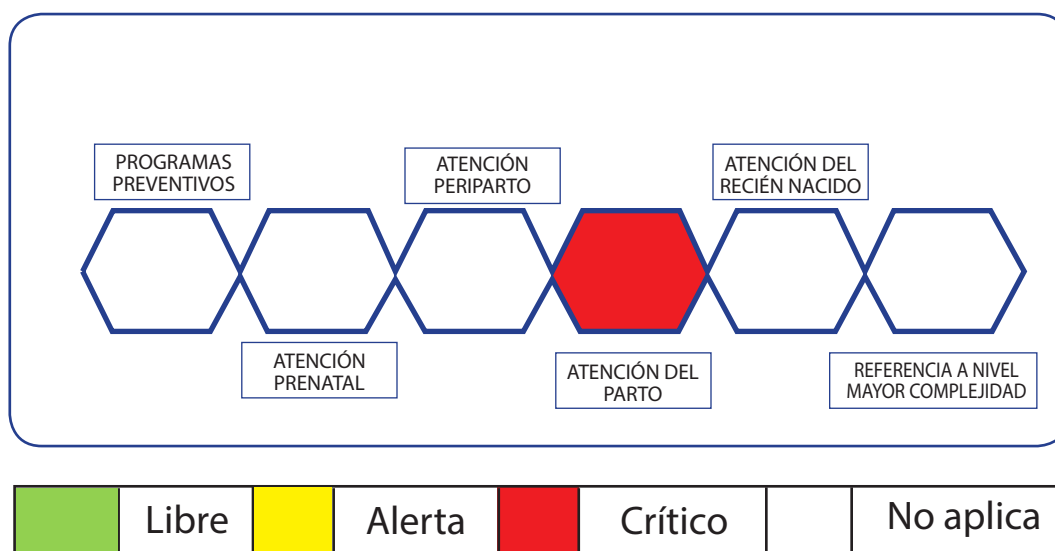 PROGRAMAS
PREVENTIVOS
ATENCIÓN
PRENATAL
ATENCIÓN
PERIPARTO
ATENCIÓN DEL
PARTO
ATENCIÓN DEL
RECIÉN NACIDO
REFERENCIA A NIVEL
MAYOR COMPLEJIDAD
Libre
Alerta
Crítico
No aplica